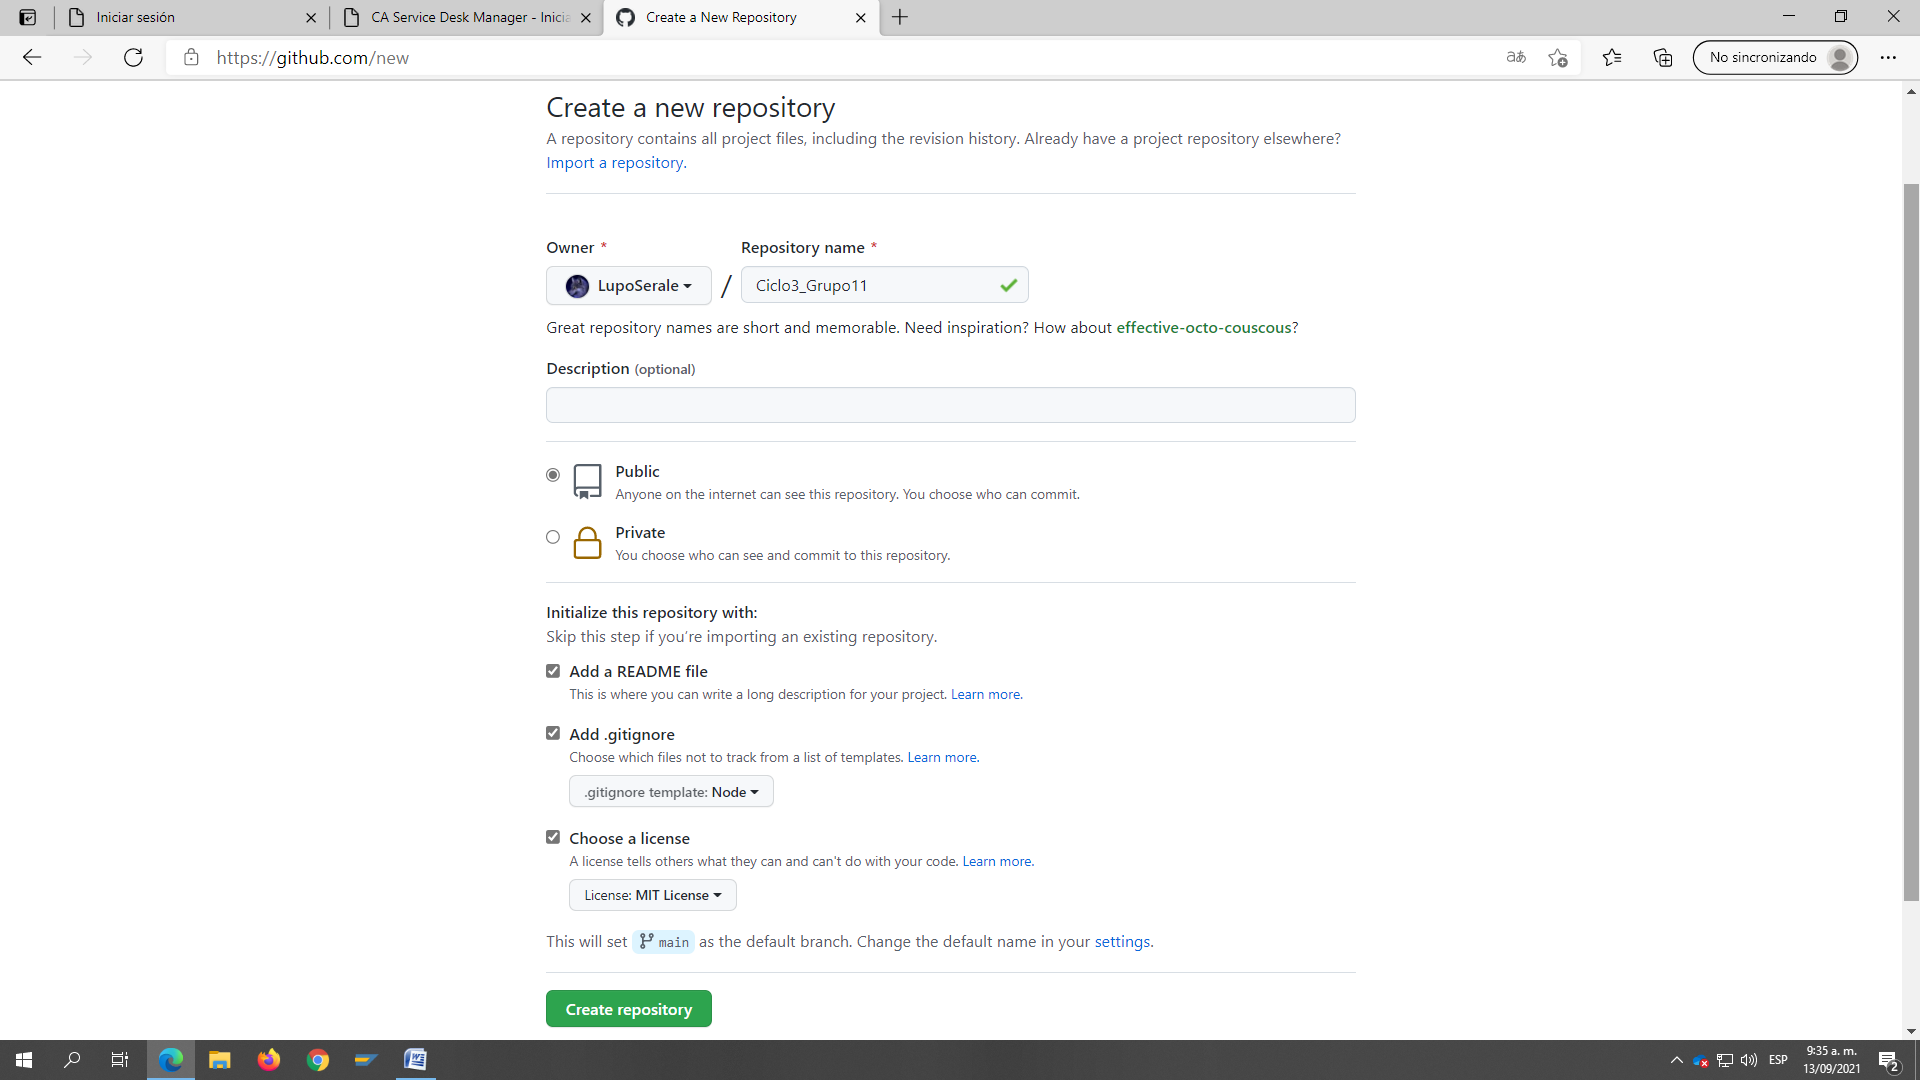 Iniciar sesión
CA Service Desk Manager - Inicia
Create a New Repository
https://github.com/new
aあ
No sincronizando
Create a new repository
A repository contains all project files, including the revision history. Already have a project repository elsewhere?
Import a repository.
Owner * Repository name *
LupoSerale / Ciclo3_Grupo11
Great repository names are short and memorable. Need inspiration? How about effective-octo-couscous?
Description (optional)
Public
Anyone on the internet can see this repository. You choose who can commit.
Private
You choose who can see and commit to this repository.
Initialize this repository with:
Skip this step if you’re importing an existing repository.
Add a README file
This is where you can write a long description for your project. Learn more.
Add .gitignore
Choose which files not to track from a list of templates. Learn more.
.gitignore template: Node
Choose a license
A license tells others what they can and can't do with your code. Learn more.
License: MIT License
This will set main as the default branch. Change the default name in your settings.
Create repository
ESP
9:35 a. m.
13/09/2021
2